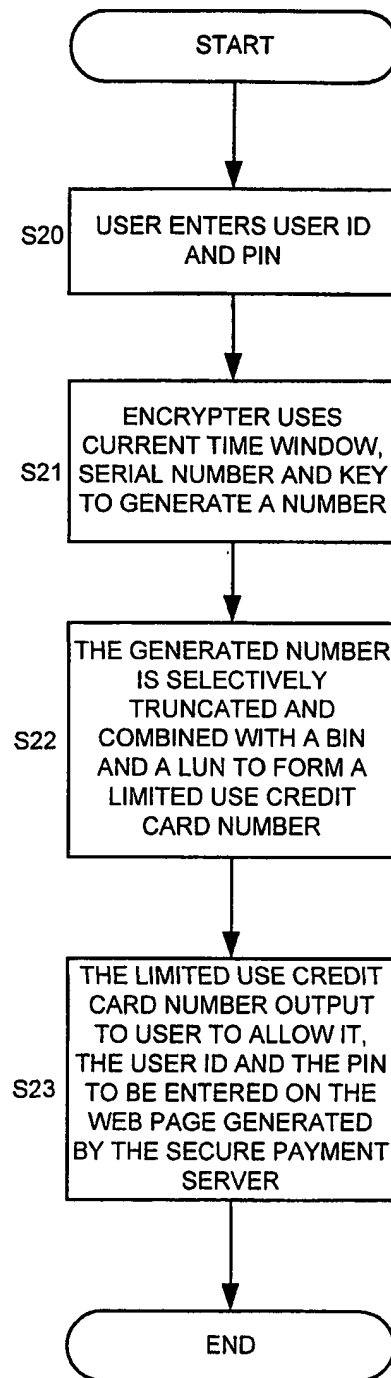 START
S20
USER ENTERS USER ID
AND PIN
S21
ENCRYPTER USES
CURRENT TIME WINDOW,
SERIAL NUMBER AND KEY
TO GENERATE A NUMBER
S22
THE GENERATED NUMBER
IS SELECTIVELY
TRUNCATED AND
COMBINED WITH A BIN
AND A LUN TO FORM A
LIMITED USE CREDIT
CARD NUMBER
S23
THE LIMITED USE CREDIT
CARD NUMBER OUTPUT
TO USER TO ALLOW IT,
THE USER ID AND THE PIN
TO BE ENTERED ON THE
WEB PAGE GENERATED
BY THE SECURE PAYMENT
SERVER
END